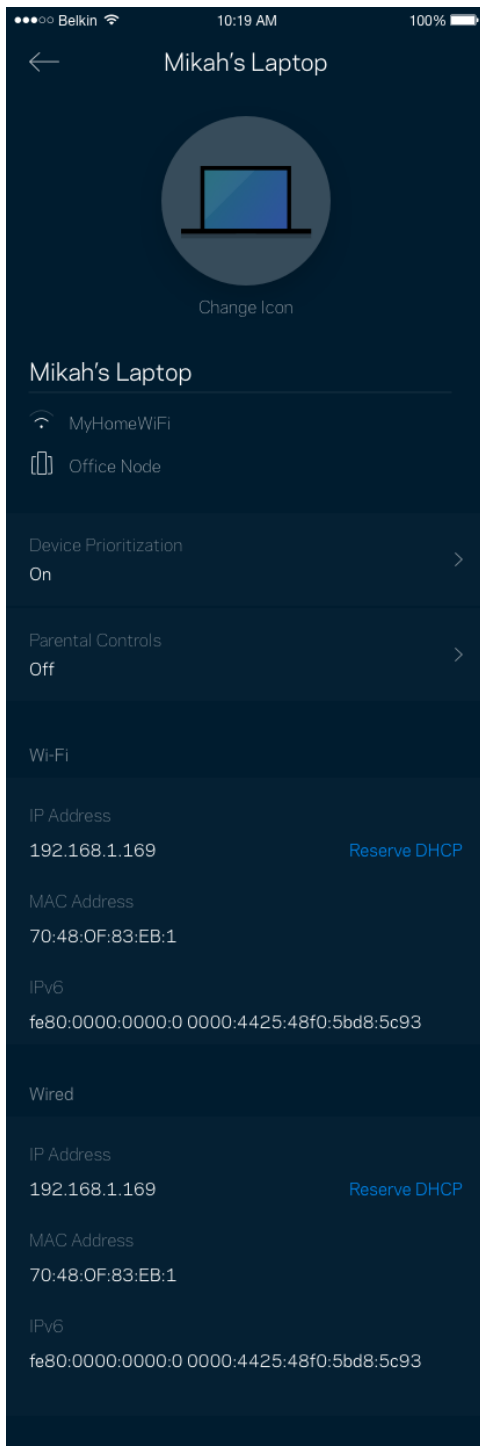 Belkin 10:19 AM 100%
Mikah's Laptop
Change Icon
Mikah's Laptop
MyHomeWiFi
Office Node
Device Prioritization
On
Parental Controls
Off
Wi-Fi
IP Address
192.168.1.169 Reserve DHCP
MAC Address
70:48:0F:83:EB:1
IPv6
fe80:0000:0000:0 0000:4425:48f0:5bd8:5c93
Wired
IP Address
192.168.1.169 Reserve DHCP
MAC Address
70:48:0F:83:EB:1
IPv6
fe80:0000:0000:0 0000:4425:48f0:5bd8:5c93